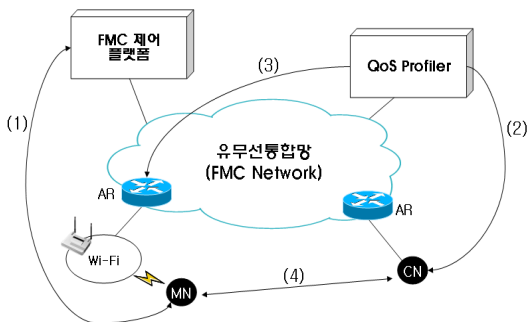 FMC 제어
플랫폼
QoS Profiler
(3)
(1)
(2)
유무선통합망
(FMC Network)
AR
AR
Wi-Fi
MN
(4)
CN